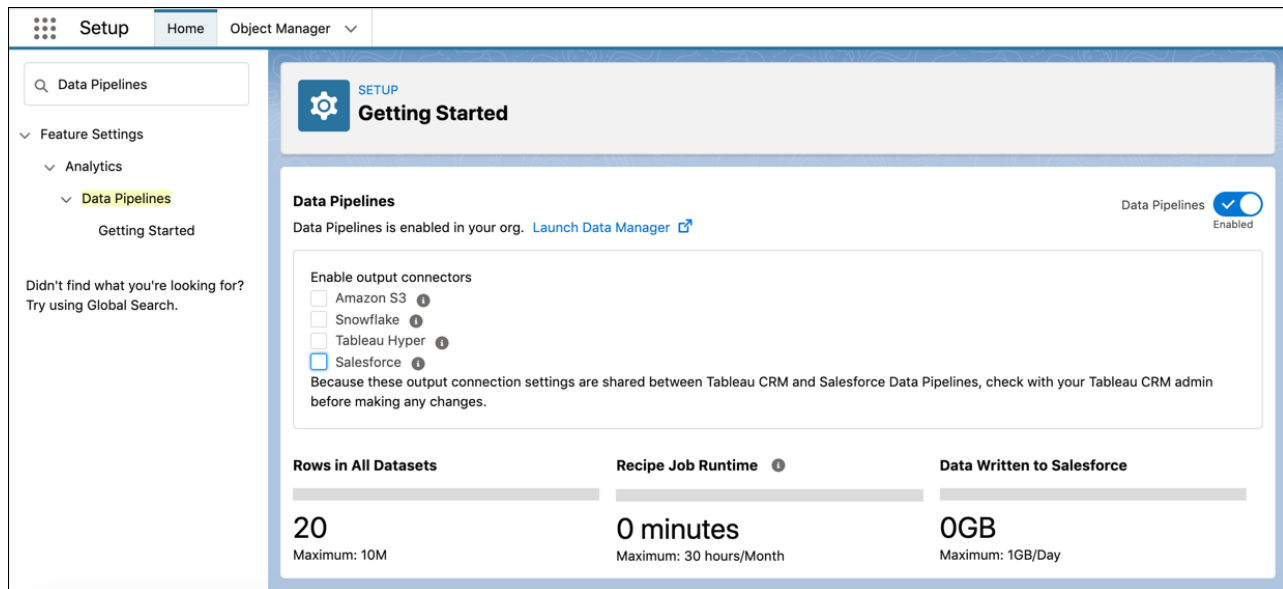 Setup
Home
Object Manager
Data Pipelines
Feature Settings
Analytics
Data Pipelines
Getting Started
Didn't find what you're looking for?
Try using Global Search.
SETUP
Getting Started
Data Pipelines
Data Pipelines is enabled in your org. Launch Data Manager
Data Pipelines
Enabled
Enable output connectors
Amazon S3
Snowflake
Tableau Hyper
Salesforce
Because these output connection settings are shared between Tableau CRM and Salesforce Data Pipelines, check with your Tableau CRM admin
before making any changes.
Rows in All Datasets
20
Maximum: 10M
Recipe Job Runtime
0 minutes
Maximum: 30 hours/Month
Data Written to Salesforce
0GB
Maximum: 1GB/Day